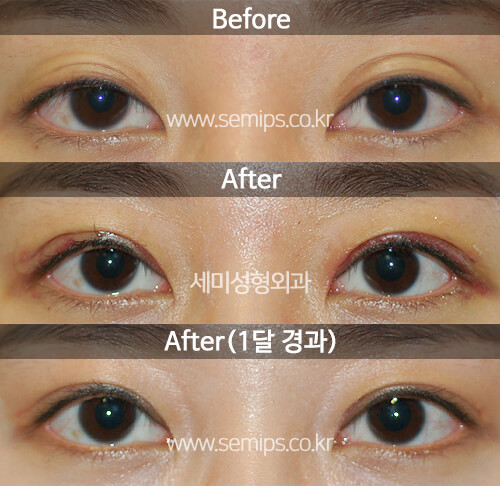 Before
www.semips.co.kr
After
세미성형외과
After(1달 경과)
www.semips.co.kr